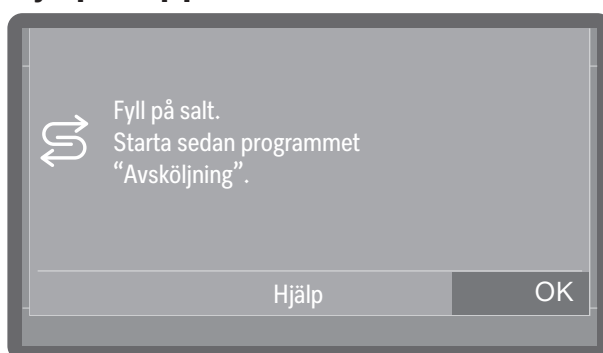 Fyll på salt.
Starta sedan programmet
“Avsköljning”.
Hjälp
OK